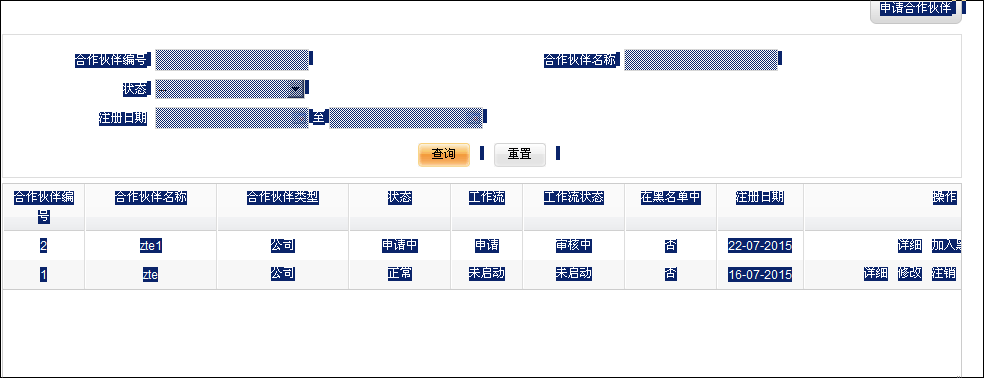 申请合作伙伴
合作伙伴编号 合作伙伴名称
状态 --
注册日期 至
查询 重置
合作伙伴编号 合作伙伴名称 合作伙伴类型 状态 工作流 工作流状态 在黑名单中 注册日期 操作
2 zte1 公司 申请中 申请 审核中 否 22-07-2015 详细 加入
1 zte 公司 正常 未启动 未启动 否 16-07-2015 详细 修改 注销